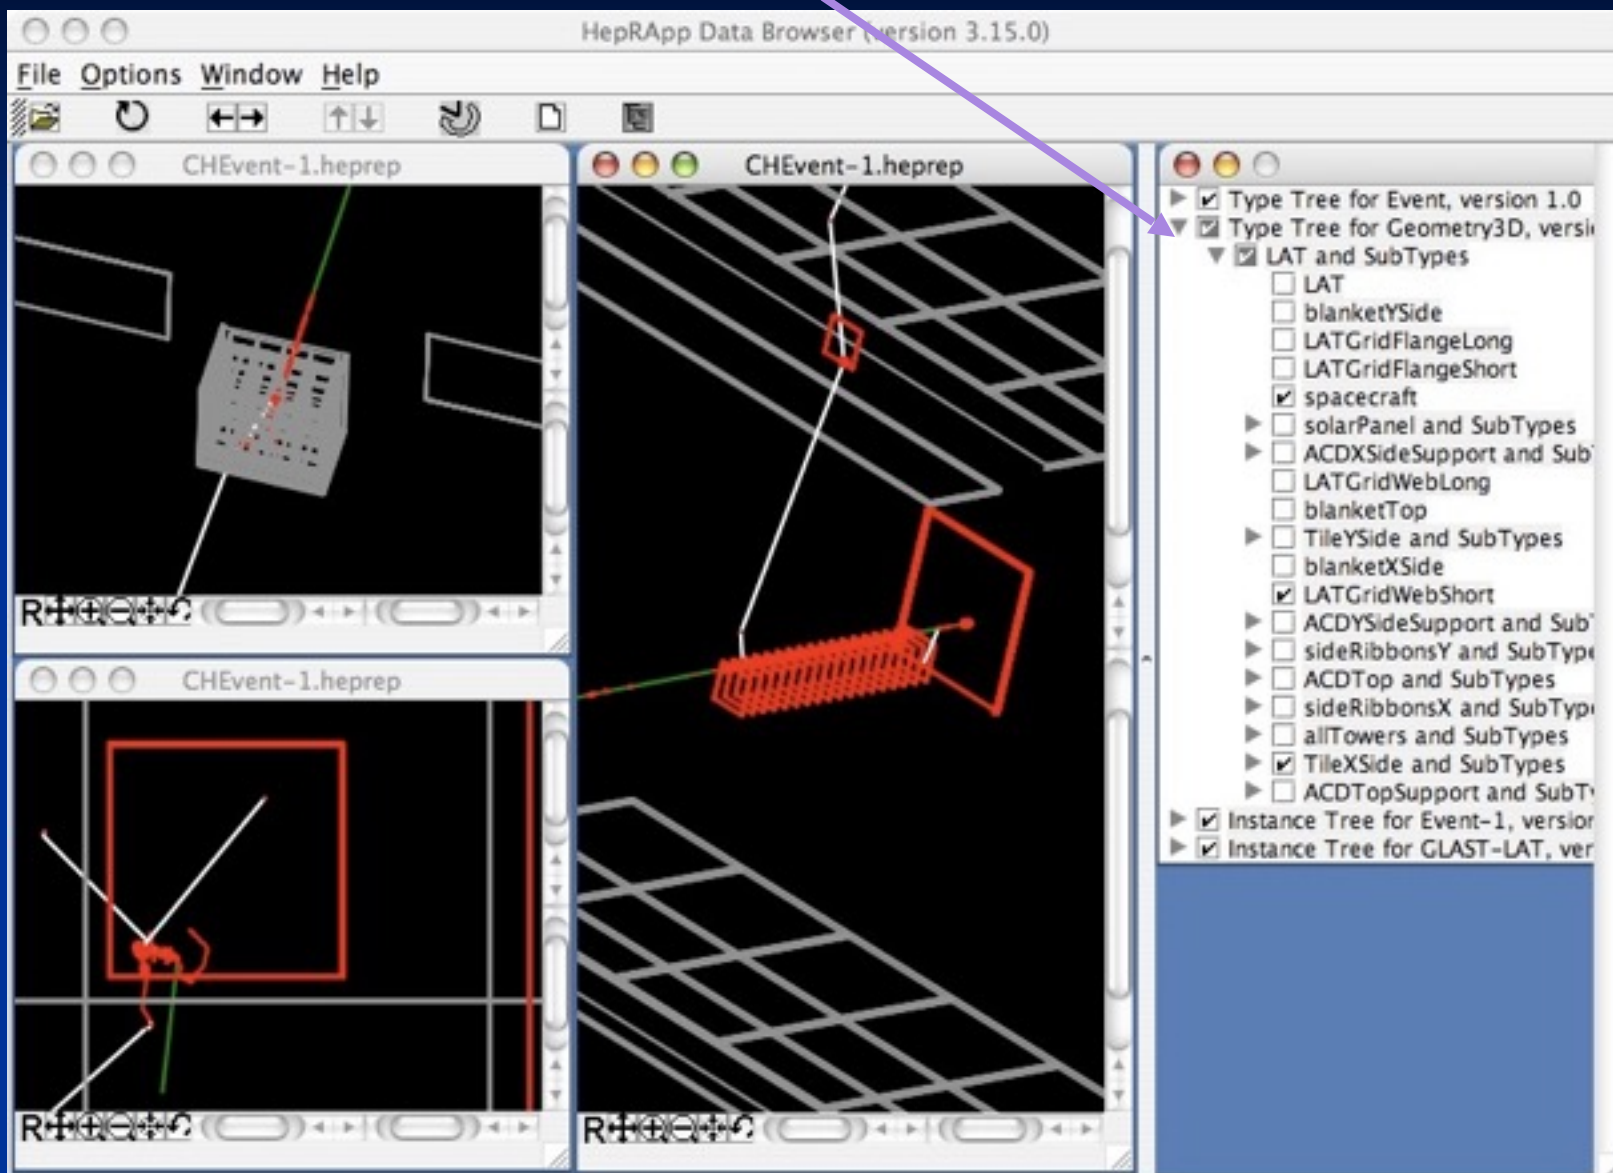 HepRApp Data Browser (version 3.15.0)
File Options Window Help
CHEvent-1.heprep
CHEvent-1.heprep
Type Tree for Event, version 1.0
Type Tree for Geometry3D, versi
LAT and SubTypes
LAT
blanketYSide
LATGridFlangeLong
LATGridFlangeShort
spacecraft
solarPanel and SubTypes
ACDXSideSupport and Sub
LATGridWebLong
blanketTop
TileYSide and SubTypes
blanketXSide
LATGridWebShort
ACDYSideSupport and Sub
sideRibbonsY and SubType
ACDTop and SubTypes
sideRibbonsX and SubTyp
allTowers and SubTypes
TileXSide and SubTypes
ACDTopSupport and SubT
Instance Tree for Event-1, version
Instance Tree for GLAST-LAT, ver
R
CHEvent-1.heprep
R
R